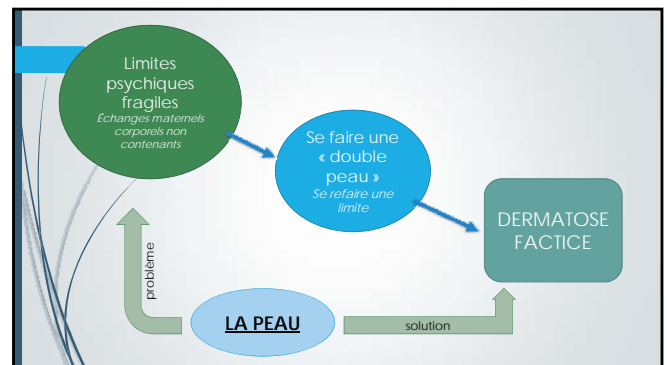 Limites
psychiques
fragiles
Echanges maternels
corporels non
contenants
Se faire une
« double
peau »
Se refaire une
limite
DERMATOSE
FACTICE
problème
LA PEAU
solution